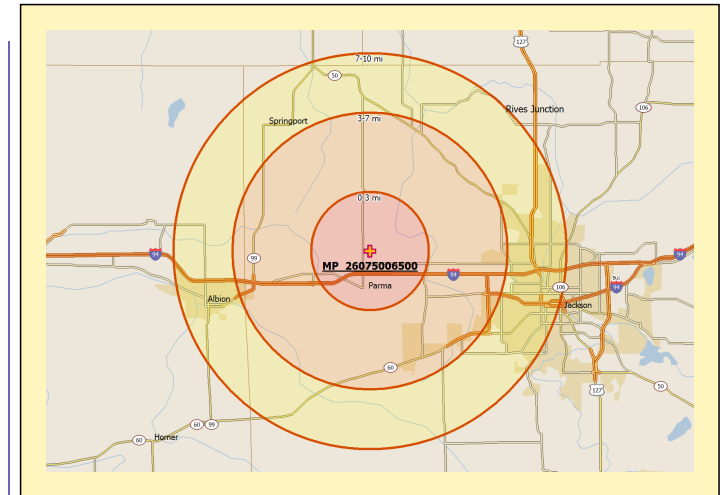 7-10 mi
127
50
Rives Junction
106
3-7 mi
Springport
0-3 mi
94
99
MP 26075006500
94
94
Parma
Albion
106
94
Jackson
60
127
50
60
99
Homer